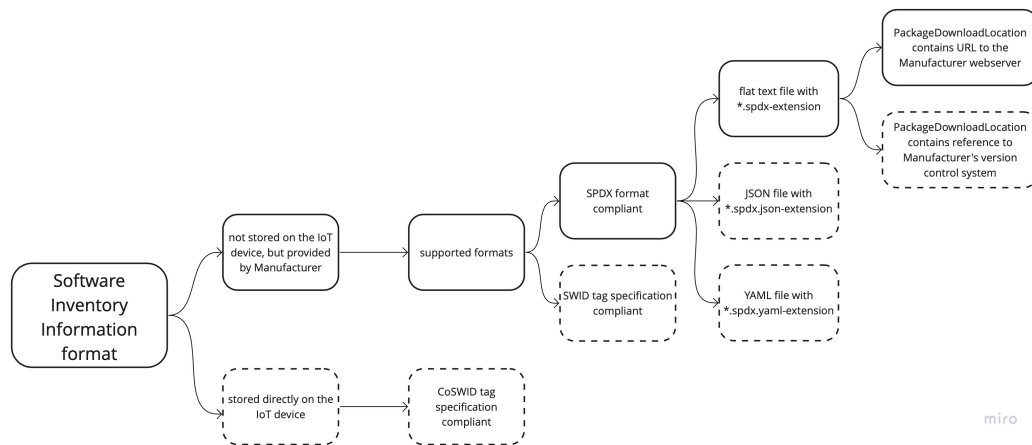 Software
Inventory
Information
format
not stored on the IoT
device, but provided
by Manufacturer
stored directly on the
IoT device
supported formats
CoSWID tag
specification
compliant
SPDX format
compliant
SWID tag specification
compliant
flat text file with
*.spdx-extension
JSON file with
*.spdx.json-extension
YAML file with
*.spdx.yaml-extension
PackageDownloadLocation
contains URL to the
Manufacturer webserver
PackageDownloadLocation
contains reference to
Manufacturer's version
control system
miro